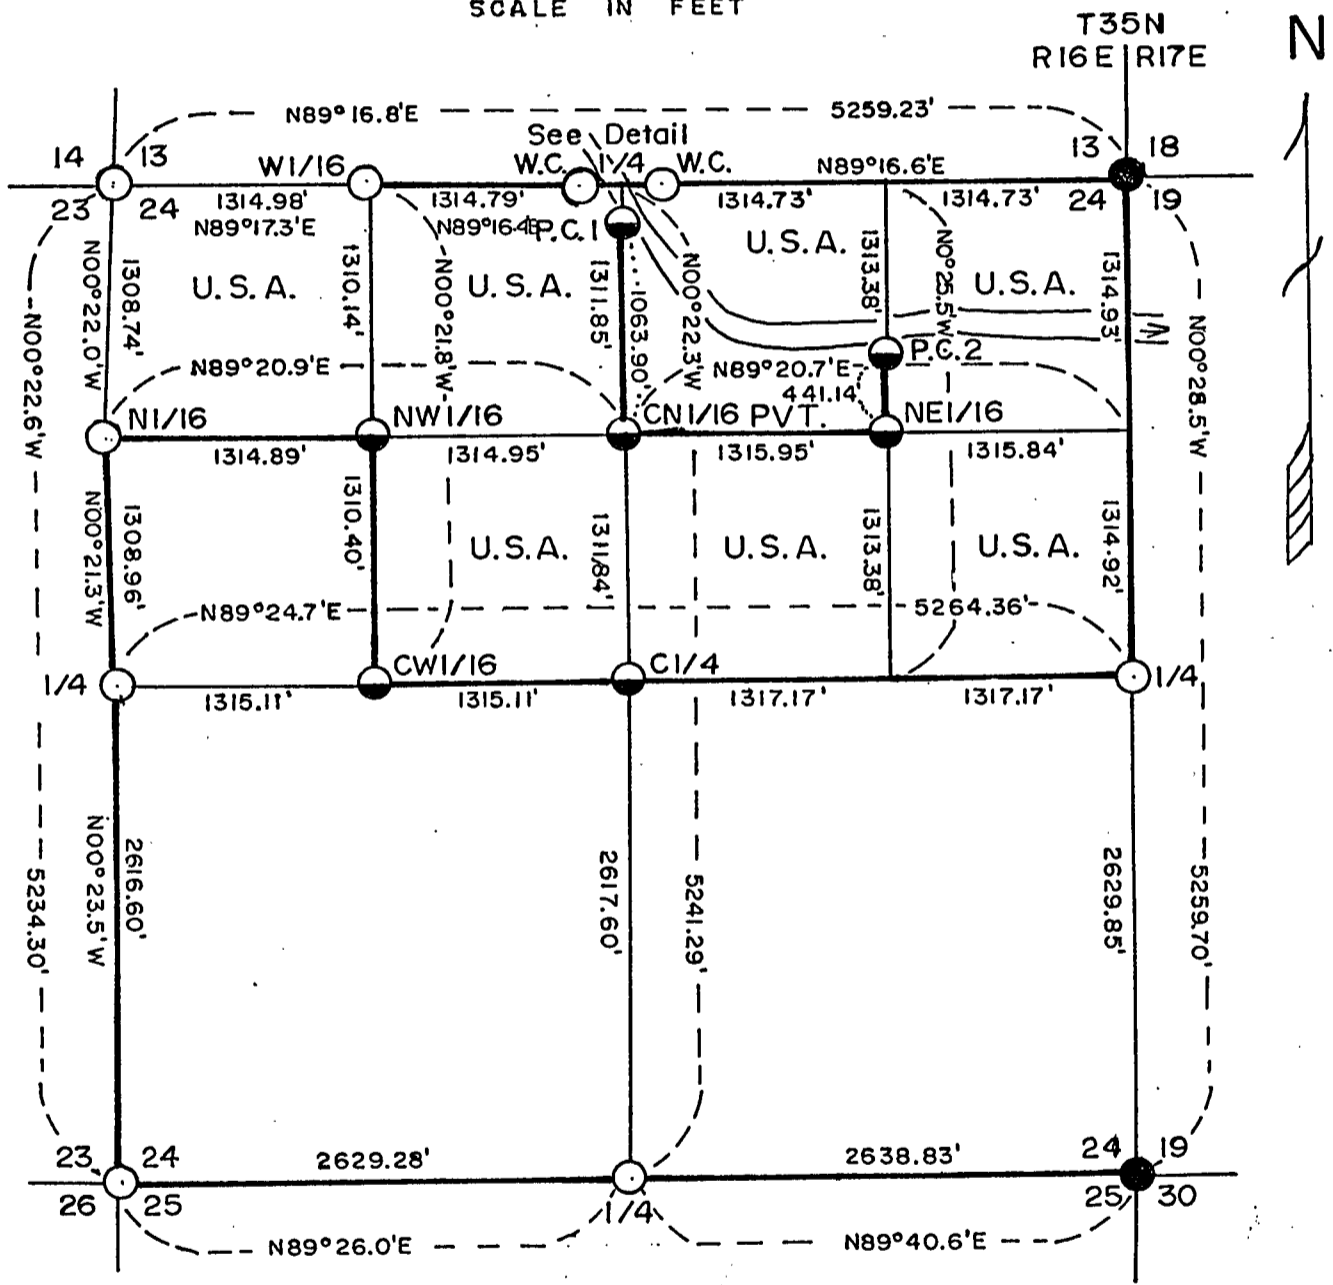 SCALE IN FEET
T35N
R16E R17E
N
N89°16.8'E 5259.23'
See Detail
14 13 W1/16 W.C. 1/4 W.C. N89°16.6'E 13 18
23 24 1314.98' 1314.79' 1314.73' 1314.73' 24 19
N89°17.3'E N89°16.4'E P.C.1
U.S.A. U.S.A. U.S.A. U.S.A.
N00°22.0'W
1308.74'
1310.14'
N00°21.8'W
1311.85'
1063.90'
N00°22.3'W
1313.38'
N0°25.5'W
1314.93'
N00°28.5'W
N00°22.6'W
N89°20.9'E N89°20.7'E P.C.2
441.14
N1/16 NW1/16 CN1/16 PVT. NE1/16
1314.89' 1314.95' 1315.95' 1315.84'
N00°21.3'W
1308.96'
1310.40'
1311.84'
1313.38'
1314.92'
U.S.A. U.S.A. U.S.A.
N89°24.7'E 5264.36'
1/4 CW1/16 C1/4 1/4
1315.11' 1315.11' 1317.17' 1317.17'
5234.30'
N00°23.5'W
2616.60'
2617.60'
5241.29'
2629.85'
5259.70'
23 24 2629.28' 2638.83' 24 19
26 25 1/4 25 30
N89°26.0'E N89°40.6'E